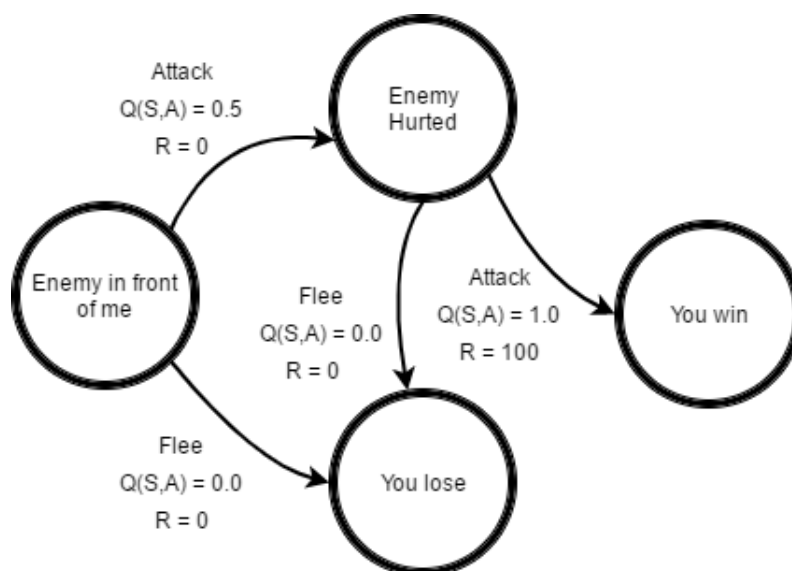 Attack
Q(S,A) = 0.5
R = 0
Enemy
Hurted
Enemy in front
of me
Flee
Q(S,A) = 0.0
R = 0
Attack
Q(S,A) = 1.0
R = 100
You win
Flee
Q(S,A) = 0.0
R = 0
You lose